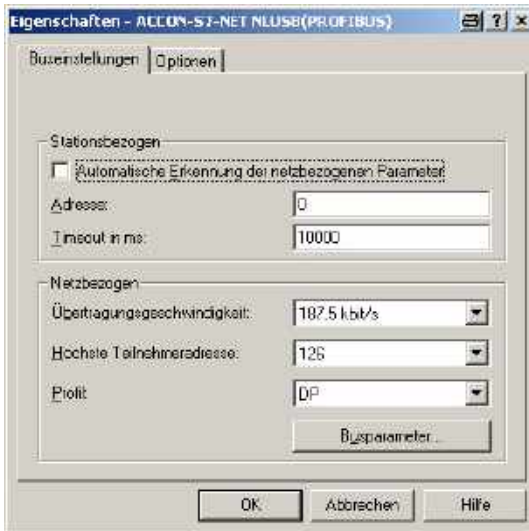 Eigenschaften - ACCON-S7-NET NLUSB(PROFIBUS)
Buseinstellungen
Optionen
Stationsbezogen
Automatische Erkennung der netzbezogenen Parameter
Adresse:
0
Timeout in ms:
10000
Netzbezogen
Übertragungsgeschwindigkeit:
187.5 kbit/s
Höchste Teilnehmeradresse:
126
Profil:
DP
Busparameter...
OK
Abbrechen
Hilfe